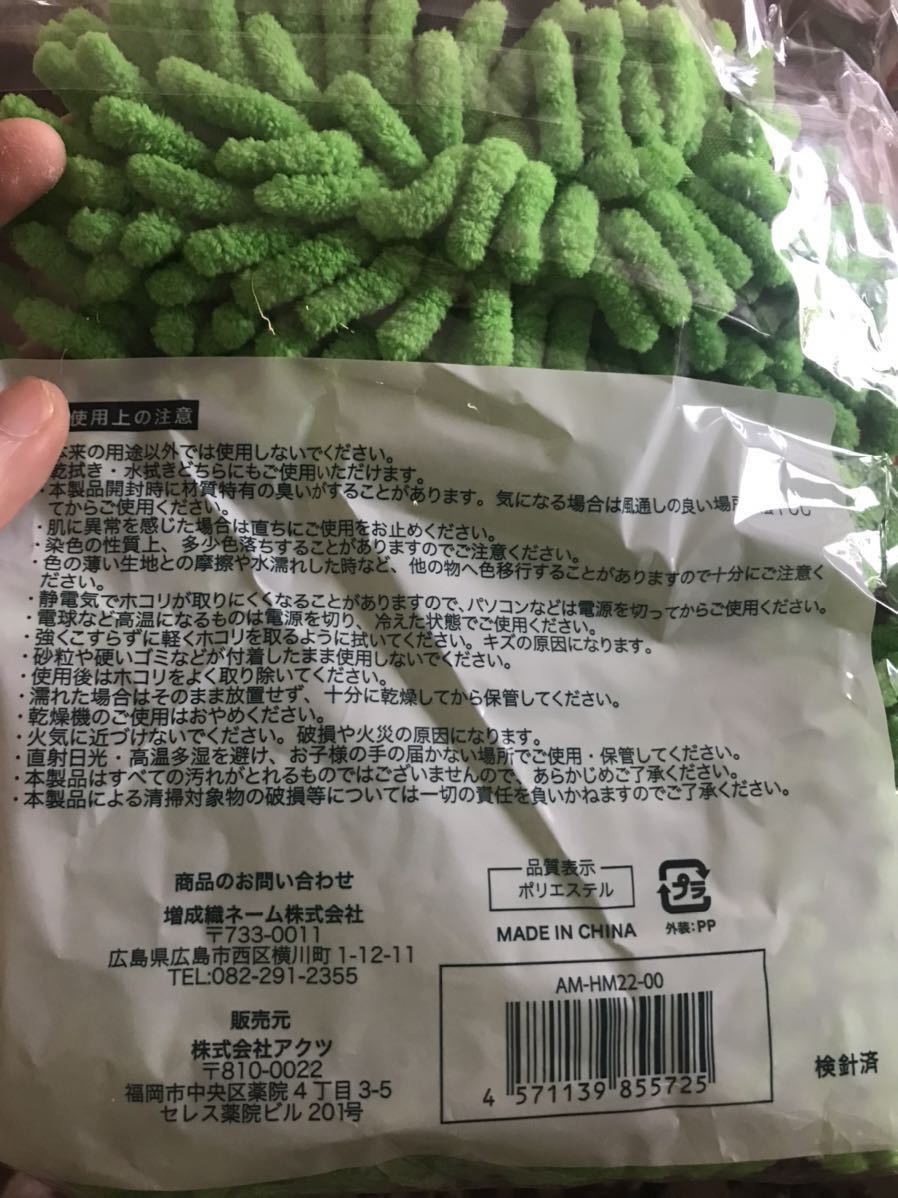 使用上の注意
本来の用途以外では使用しないでください。
乾拭き・水拭きどちらにもご使用いただけます。
・本製品開封時に材質特有の臭いがすることがあります。気になる場合は風通しの良い場所
てからご使用ください。
・肌に異常を感じた場合は直ちにご使用をお止めください。
・染色の性質上、多少色落ちすることがありますのでご注意ください。
・色の薄い生地との摩擦や水濡れした時など、他の物へ色移行することがありますので十分にご注意く
ださい。
・静電気でホコリが取りにくくなることがありますので、パソコンなどは電源を切ってからご使用ください。
・電球など高温になるものは電源を切り、冷えた状態でご使用ください。
・強くこすらずに軽くホコリを取るように拭いてください。キズの原因になります。
・砂粒や硬いゴミなどが付着したまま使用しないでください。
・使用後はホコリをよく取り除いてください。
・濡れた場合はそのまま放置せず、十分に乾燥してから保管してください。
・乾燥機のご使用はおやめください。
・火気に近づけないでください。破損や火災の原因になります。
・直射日光・高温多湿を避け、お子様の手の届かない場所でご使用・保管してください。
・本製品はすべての汚れがとれるものではございませんので、あらかじめご了承ください。
・本製品による清掃対象物の破損等については一切の責任を負いかねますのでご了承ください。
商品のお問い合わせ
増成織ネーム株式会社
〒733-0011
広島県広島市西区横川町1-12-11
TEL:082-291-2355
販売元
株式会社アクツ
〒810-0022
福岡市中央区薬院4丁目3-5
セレス薬院ビル201号
品質表示
ポリエステル
プラ
外装:PP
MADE IN CHINA
AM-HM22-00
4 571139 855725
検針済